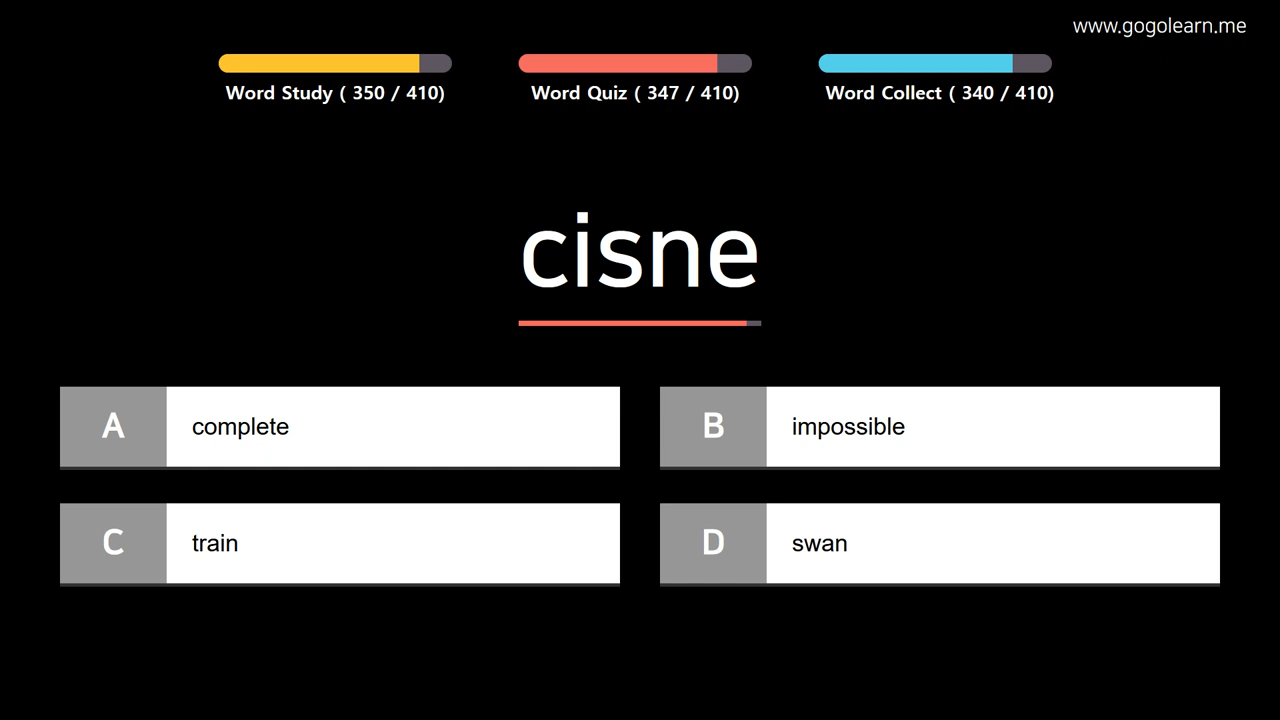 www.gogolearn.me
Word Study ( 350 / 410)
Word Quiz ( 347 / 410)
Word Collect ( 340 / 410)
cisne
A complete
B impossible
C train
D swan